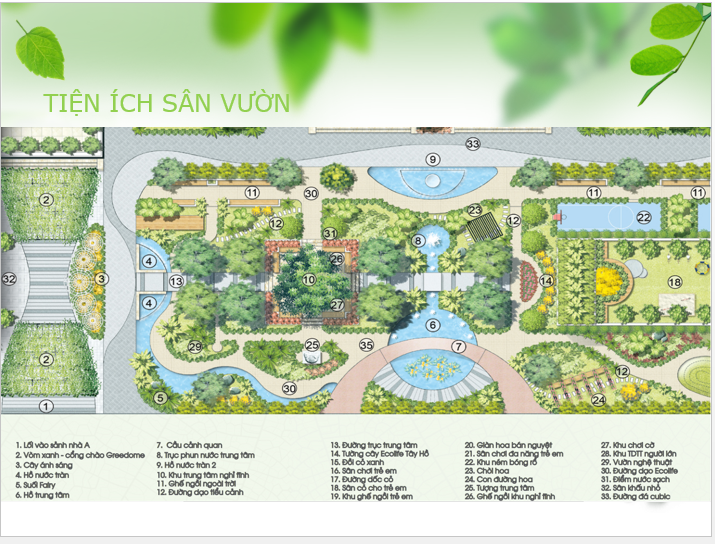 TIỆN ÍCH SÂN VƯỜN
33
9
2
11
30
11
11
12
23
12
22
31
8
26
4
10
32
3
13
14
18
4
27
6
2
29
25
35
7
12
5
30
24
1
1. Lối vào sảnh nhà A
2. Vòm xanh - cổng chào Greedome
3. Cây ánh sáng
4. Hồ nước tràn
5. Suối Fairy
6. Hồ trung tâm
7. Cầu cảnh quan
8. Trục phun nước trung tâm
9. Hồ nước tràn 2
10. Khu trung tâm nghỉ tĩnh
11. Ghế ngồi ngoài trời
12. Đường dạo tiểu cảnh
13. Đường trục trung tâm
14. Tường cây Ecolife Tây Hồ
15. Đồi cỏ xanh
16. Sân chơi trẻ em
17. Đường dốc cỏ
18. Sân cỏ cho trẻ em
19. Khu ghế ngồi trẻ em
20. Giàn hoa bán nguyệt
21. Sân chơi đa năng trẻ em
22. Khu ném bóng rổ
23. Chòi hoa
24. Con đường hoa
25. Tượng trung tâm
26. Ghế ngồi khu nghỉ tĩnh
27. Khu chơi cờ
28. Khu TDTT người lớn
29. Vườn nghệ thuật
30. Đường dạo Ecolife
31. Điểm nước sạch
32. Sân khấu nhỏ
33. Đường đá cubic